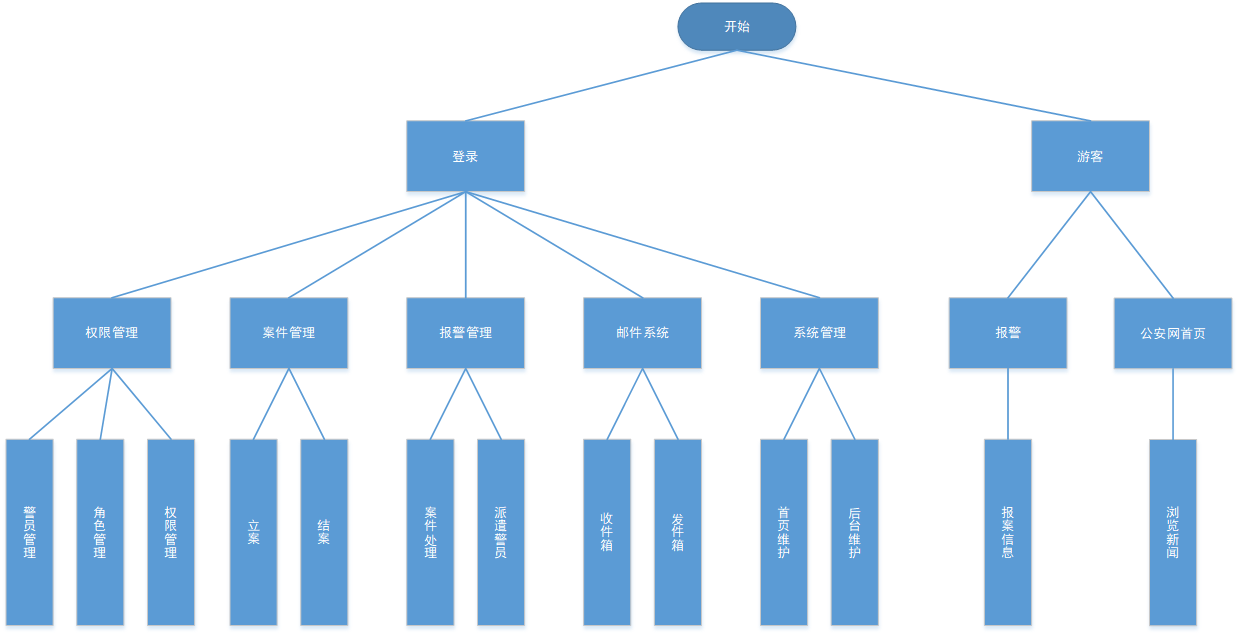 开始
登录
游客
权限管理
案件管理
报警管理
邮件系统
系统管理
报警
公安网首页
警员管理
角色管理
权限管理
立案
结案
案件处理
派遣警员
收件箱
发件箱
首页维护
后台维护
报案信息
浏览新闻